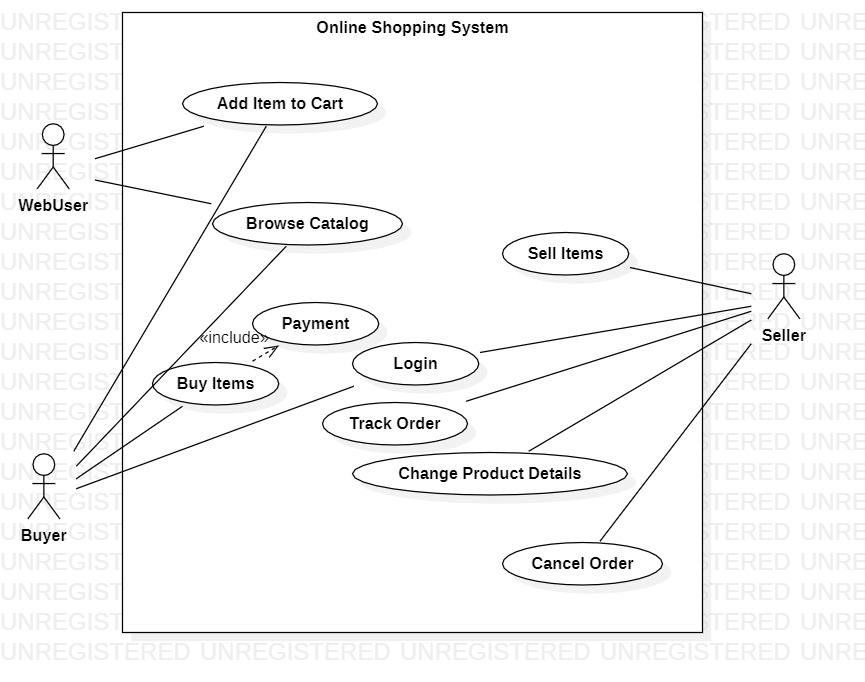 Online Shopping System
Add Item to Cart
WebUser
Browse Catalog
Sell Items
Payment
Seller
«include»
Login
Buy Items
Track Order
Change Product Details
Buyer
Cancel Order
UNREGISTERED UNREGISTERED UNREGISTERED UNREGISTERED UNRE